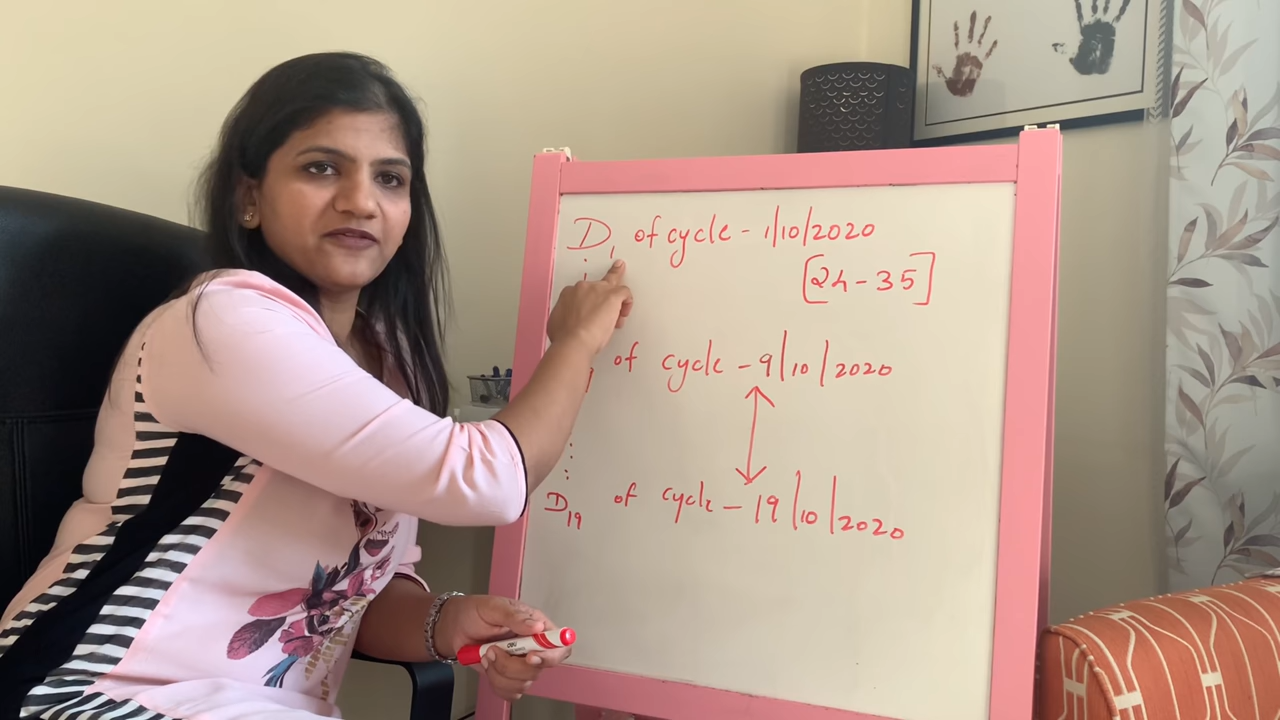 D1 of cycle - 1/10/2020
[24-35]
9 of cycle - 9/10/2020
D19 of cycle - 19/10/2020